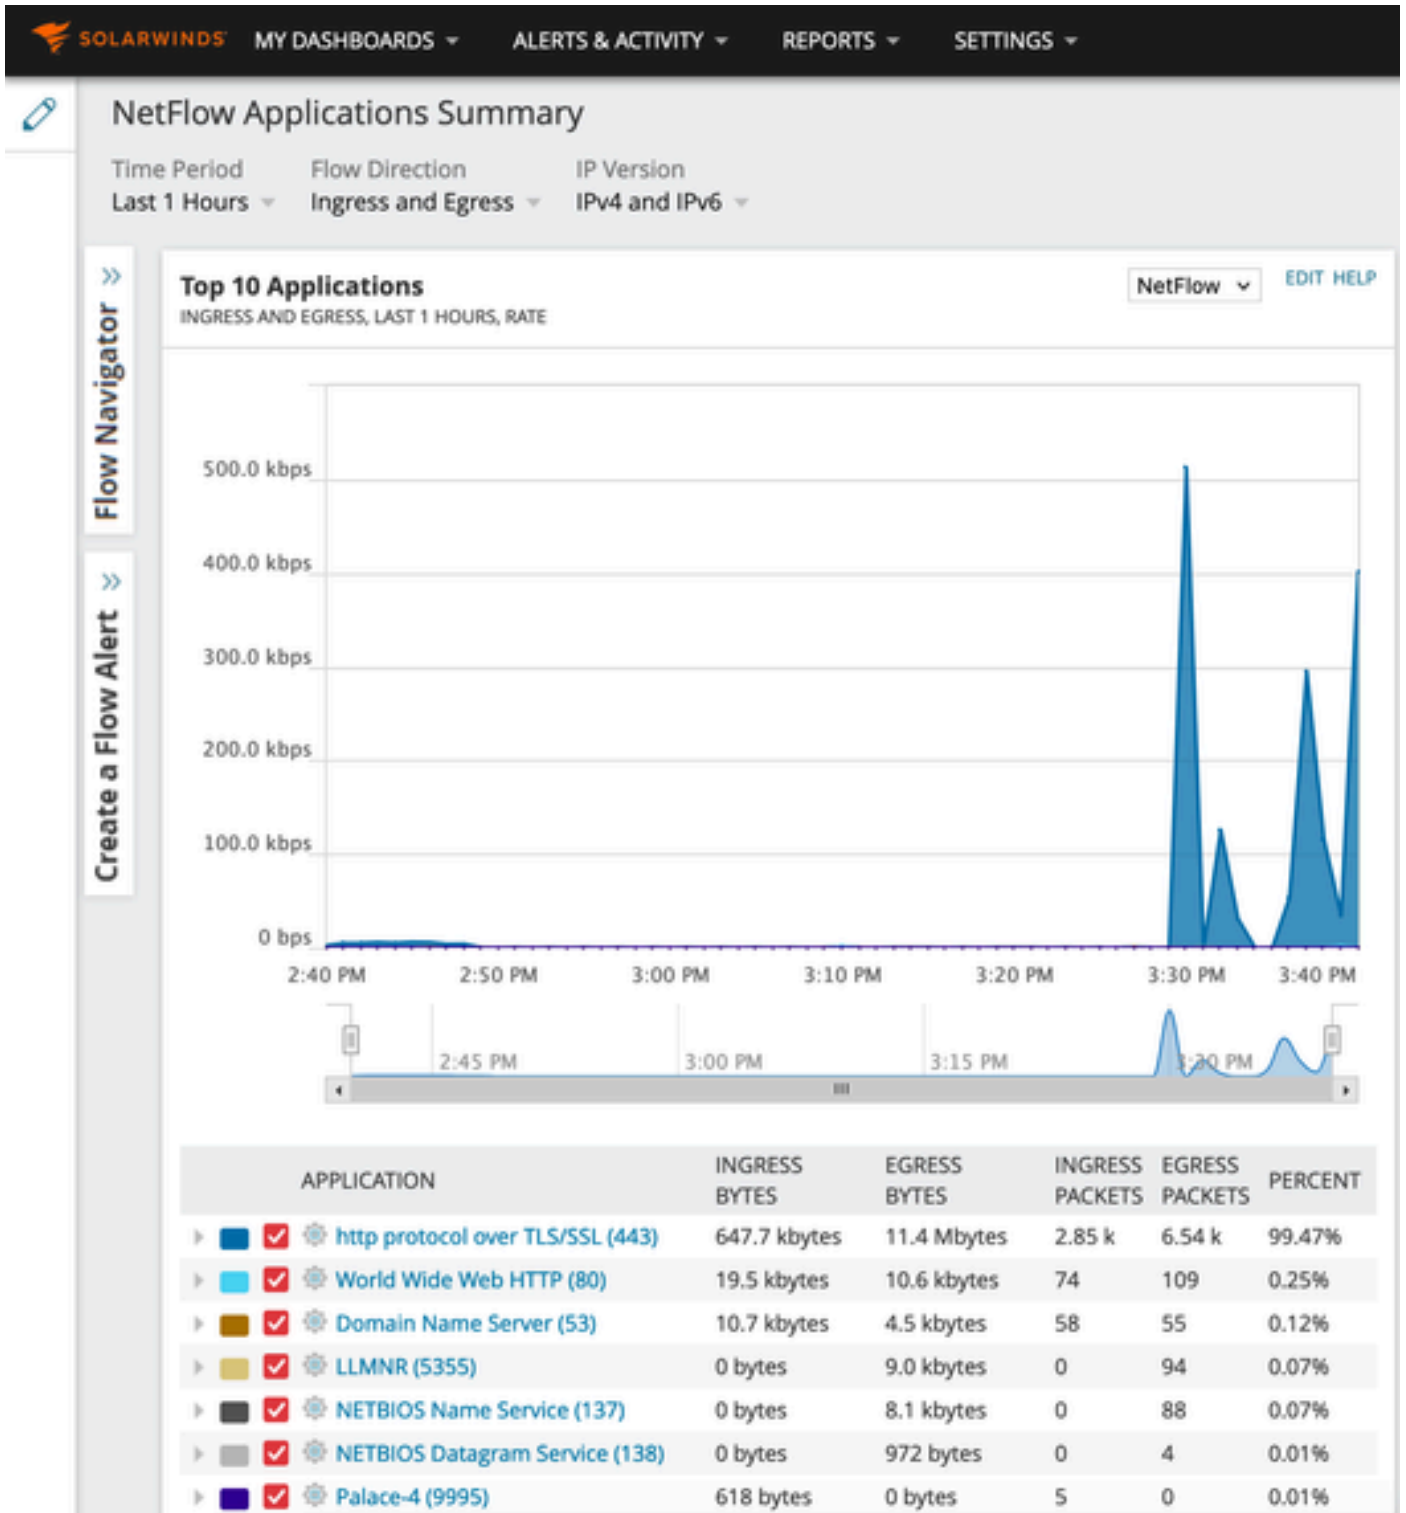 SOLARWINDS MY DASHBOARDS ALERTS & ACTIVITY REPORTS SETTINGS
NetFlow Applications Summary
Time Period Flow Direction IP Version
Last 1 Hours Ingress and Egress IPv4 and IPv6
Flow Navigator
Create a Flow Alert
Top 10 Applications NetFlow EDIT HELP
INGRESS AND EGRESS, LAST 1 HOURS, RATE
500.0 kbps
400.0 kbps
300.0 kbps
200.0 kbps
100.0 kbps
0 bps
2:40 PM 2:50 PM 3:00 PM 3:10 PM 3:20 PM 3:30 PM 3:40 PM
2:45 PM 3:00 PM 3:15 PM 3:30 PM
APPLICATION INGRESS BYTES EGRESS BYTES INGRESS PACKETS EGRESS PACKETS PERCENT
http protocol over TLS/SSL (443) 647.7 kbytes 11.4 Mbytes 2.85 k 6.54 k 99.47%
World Wide Web HTTP (80) 19.5 kbytes 10.6 kbytes 74 109 0.25%
Domain Name Server (53) 10.7 kbytes 4.5 kbytes 58 55 0.12%
LLMNR (5355) 0 bytes 9.0 kbytes 0 94 0.07%
NETBIOS Name Service (137) 0 bytes 8.1 kbytes 0 88 0.07%
NETBIOS Datagram Service (138) 0 bytes 972 bytes 0 4 0.01%
Palace-4 (9995) 618 bytes 0 bytes 5 0 0.01%